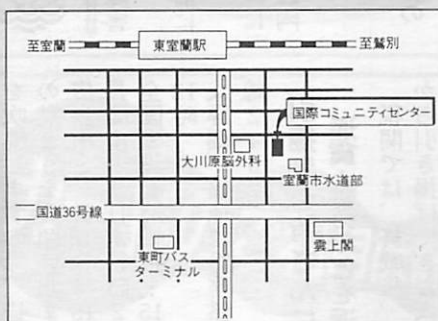 至室蘭
東室蘭駅
至鷲別
国際コミュニティセンター
大川原脳外科
室蘭市水道部
国道36号線
東町バス
ターミナル
雲上閣